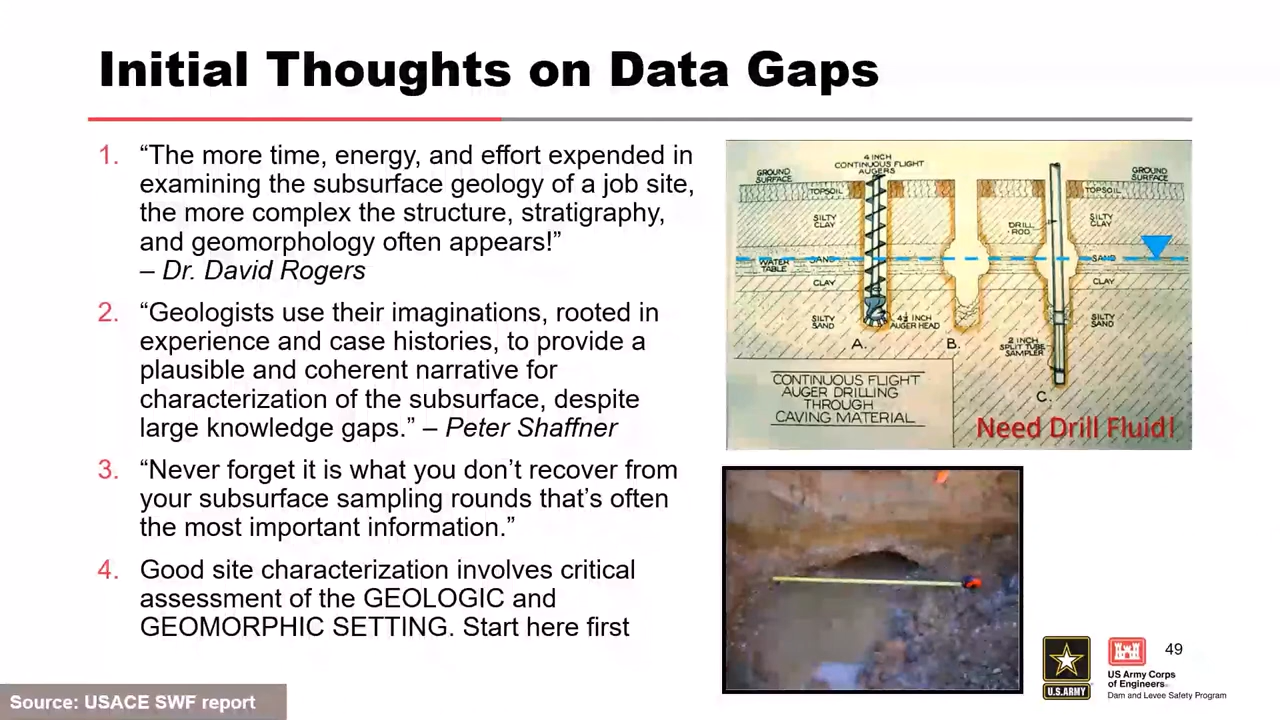 Initial Thoughts on Data Gaps
1. “The more time, energy, and effort expended in
examining the subsurface geology of a job site,
the more complex the structure, stratigraphy,
and geomorphology often appears!”
– Dr. David Rogers
2. “Geologists use their imaginations, rooted in
experience and case histories, to provide a
plausible and coherent narrative for
characterization of the subsurface, despite
large knowledge gaps.” – Peter Shaffner
3. “Never forget it is what you don’t recover from
your subsurface sampling rounds that’s often
the most important information.”
4. Good site characterization involves critical
assessment of the GEOLOGIC and
GEOMORPHIC SETTING. Start here first
4 INCH
CONTINUOUS FLIGHT
AUGERS
GROUND
SURFACE
GROUND
SURFACE
TOPSOIL
TOPSOIL
SILTY
CLAY
DRILL
ROD
SILTY
CLAY
WATER
TABLE
SAND
SAND
CLAY
CLAY
SILTY
SAND
4½ INCH
AUGER HEAD
SILTY
SAND
2 INCH
SPLIT TUBE
SAMPLER
A.
B.
C.
CONTINUOUS FLIGHT
AUGER DRILLING
THROUGH
CAVING MATERIAL
Need Drill Fluid!
U.S.ARMY
US Army Corps
of Engineers
Dam and Levee Safety Program
49
Source: USACE SWF report